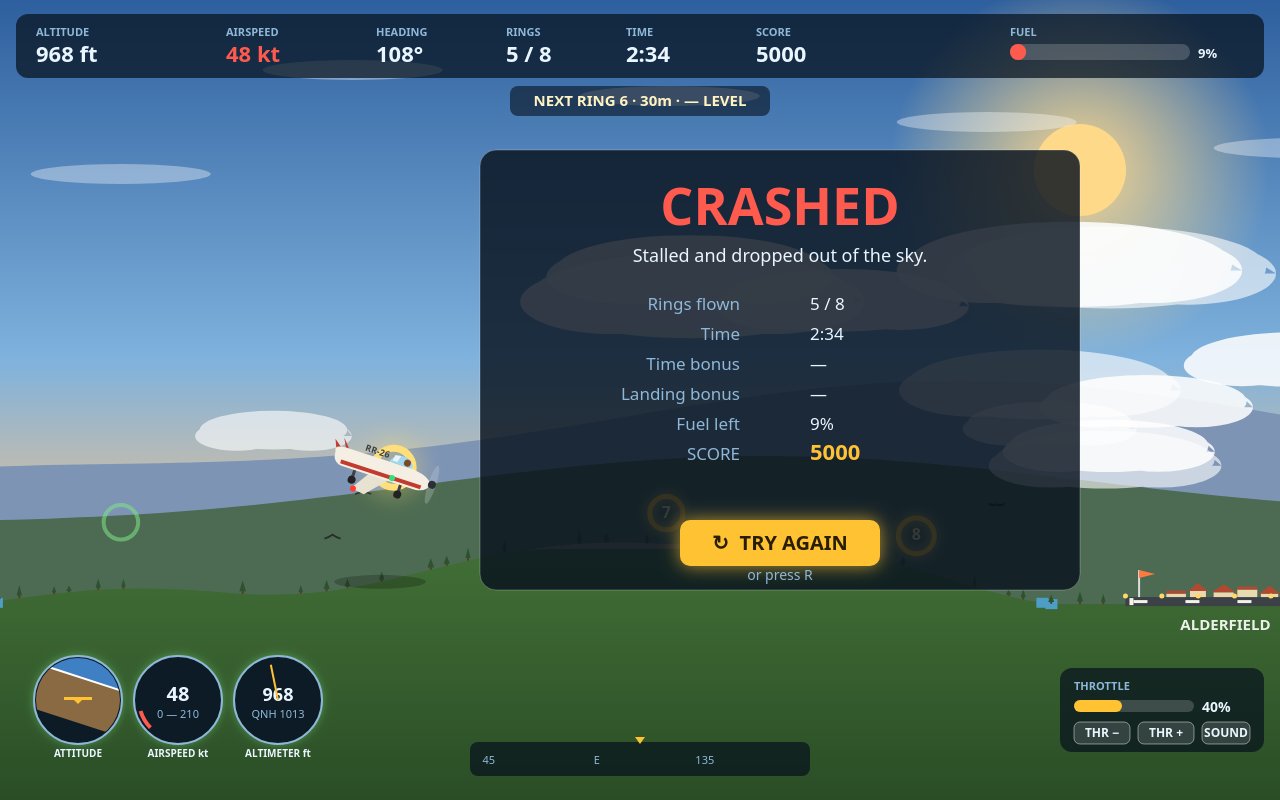 ALTITUDE
968 ft
AIRSPEED
48 kt
HEADING
108°
RINGS
5 / 8
TIME
2:34
SCORE
5000
FUEL
9%
NEXT RING 6 · 30m · — LEVEL
CRASHED
Stalled and dropped out of the sky.
Rings flown 5 / 8
Time 2:34
Time bonus —
Landing bonus —
Fuel left 9%
SCORE 5000
RR-26
7
8
↻ TRY AGAIN
or press R
ALDERFIELD
48
0 — 210
968
QNH 1013
ATTITUDE
AIRSPEED kt
ALTIMETER ft
45 E 135
THROTTLE
40%
THR − THR + SOUND